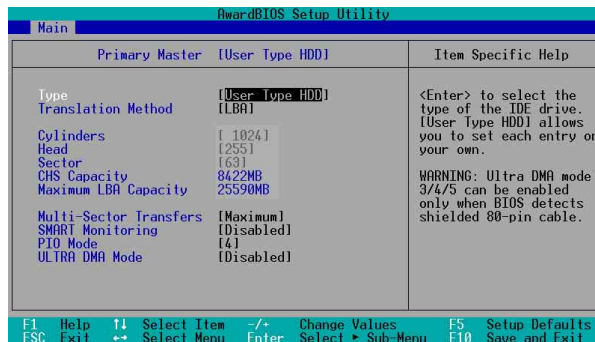 AwardBIOS Setup Utility
Main
Primary Master [User Type HDD]
Item Specific Help
Type [User Type HDD]
Translation Method [LBA]
Cylinders [ 1024]
Head [255]
Sector [63]
CHS Capacity 8422MB
Maximum LBA Capacity 25590MB
Multi-Sector Transfers [Maximum]
SMART Monitoring [Disabled]
PIO Mode [4]
ULTRA DMA Mode [Disabled]
<Enter> to select the
type of the IDE drive.
[User Type HDD] allows
you to set each entry on
your own.
WARNING: Ultra DMA mode
3/4/5 can be enabled
only when BIOS detects
shielded 80-pin cable.
F1 Help ↑↓ Select Item -/+ Change Values F5 Setup Defaults
ESC Exit ←→ Select Menu Enter Select ► Sub-Menu F10 Save and Exit